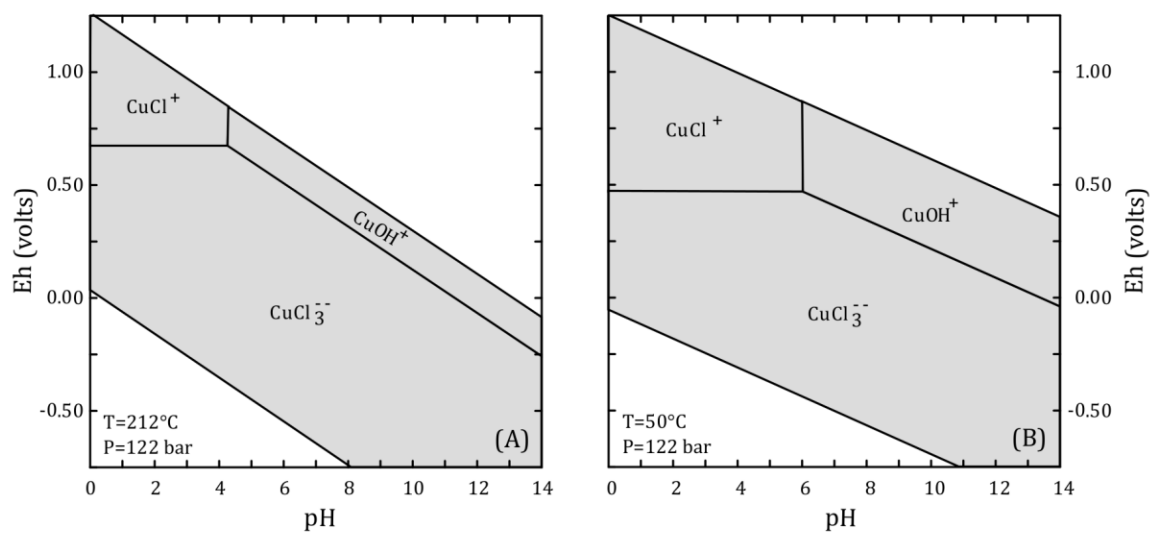 1.00
0.50
0.00
-0.50
Eh (volts)
CuCl⁺
CuOH⁺
CuCl₃⁻⁻
T=212°C
P=122 bar
(A)
0 2 4 6 8 10 12 14
pH
CuCl⁺
CuOH⁺
CuCl₃⁻⁻
T=50°C
P=122 bar
(B)
0 2 4 6 8 10 12 14
pH
1.00
0.50
0.00
-0.50
Eh (volts)